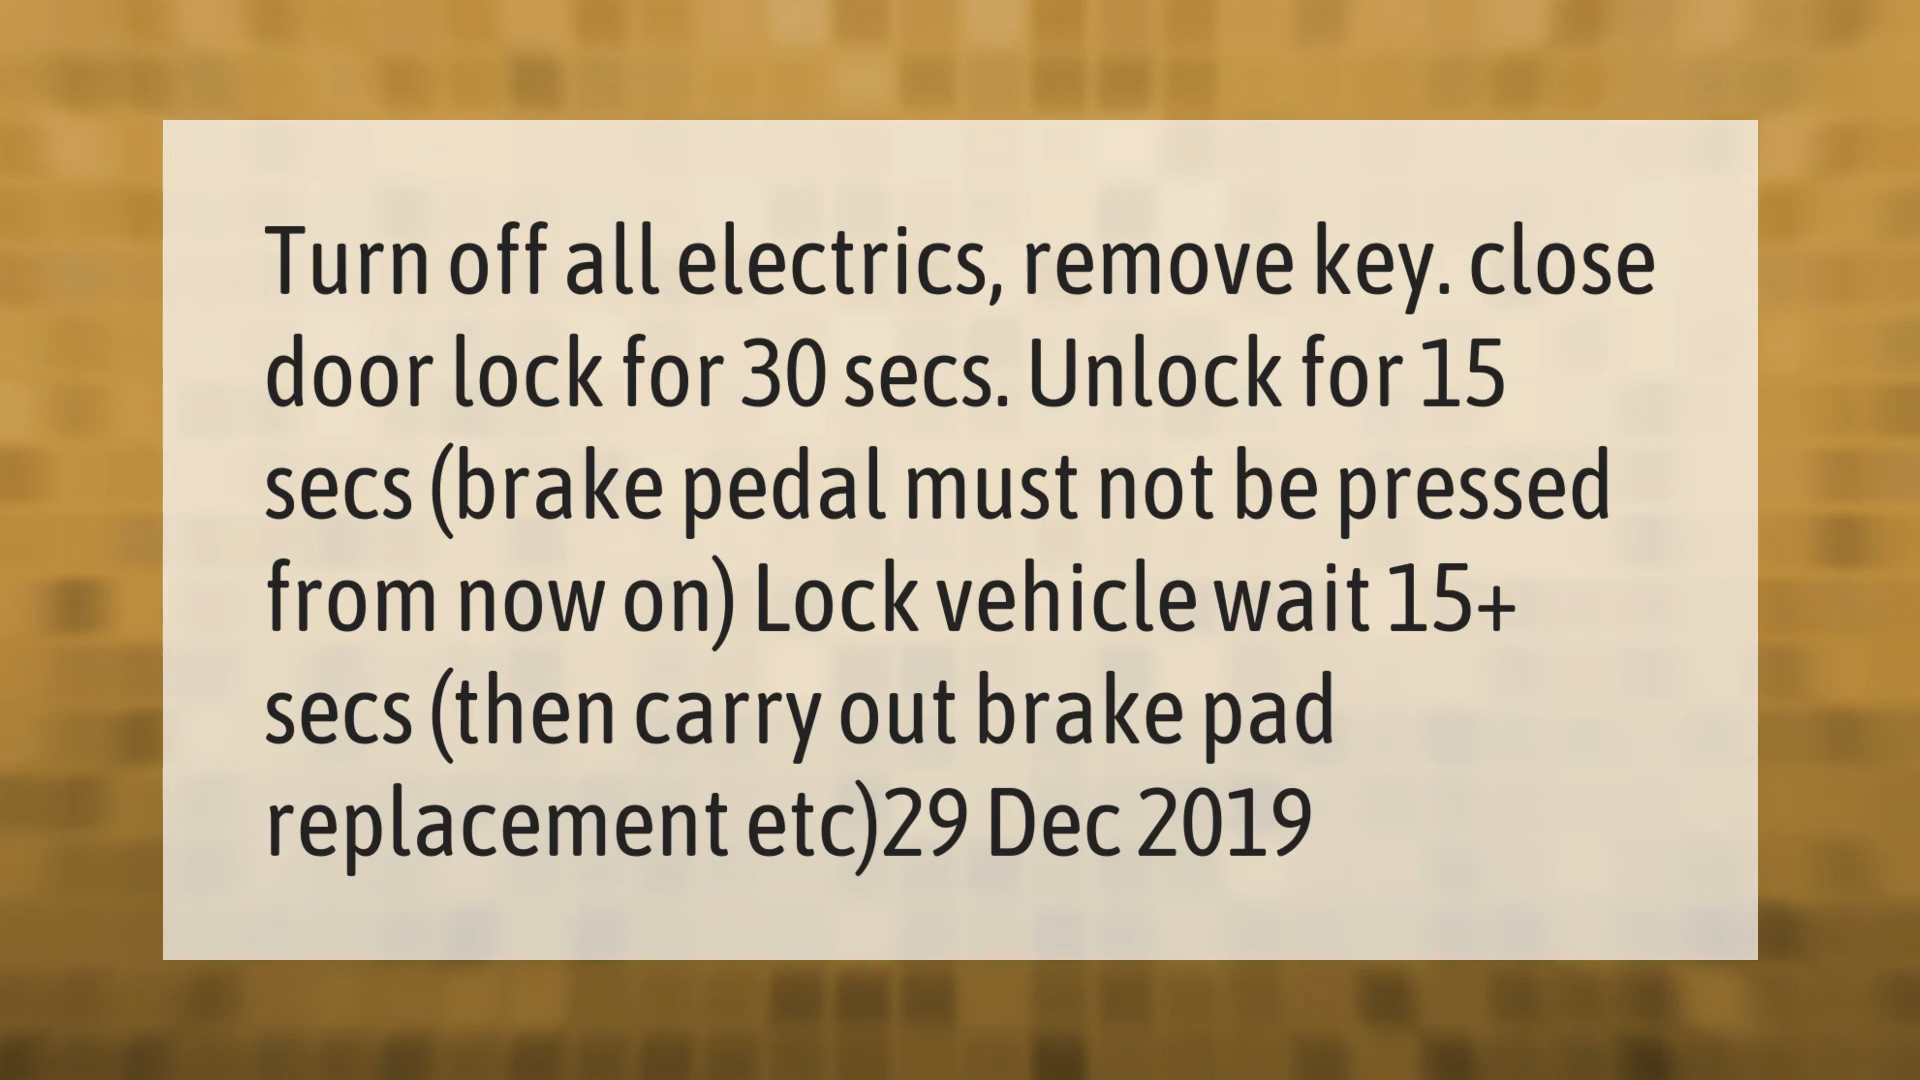 Turn off all electrics, remove key. close
door lock for 30 secs. Unlock for 15
secs (brake pedal must not be pressed
from now on) Lock vehicle wait 15+
secs (then carry out brake pad
replacement etc)29 Dec 2019